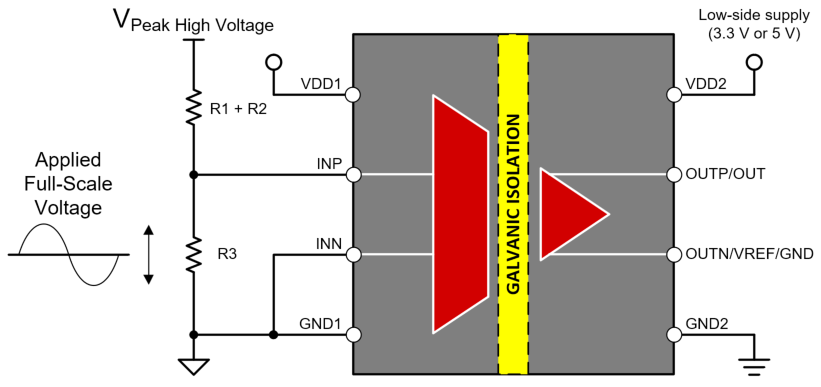 VPeak High Voltage
Low-side supply
(3.3 V or 5 V)
VDD1
VDD2
R1 + R2
Applied
Full-Scale
Voltage
INP
OUTP/OUT
GALVANIC ISOLATION
R3
INN
OUTN/VREF/GND
GND1
GND2